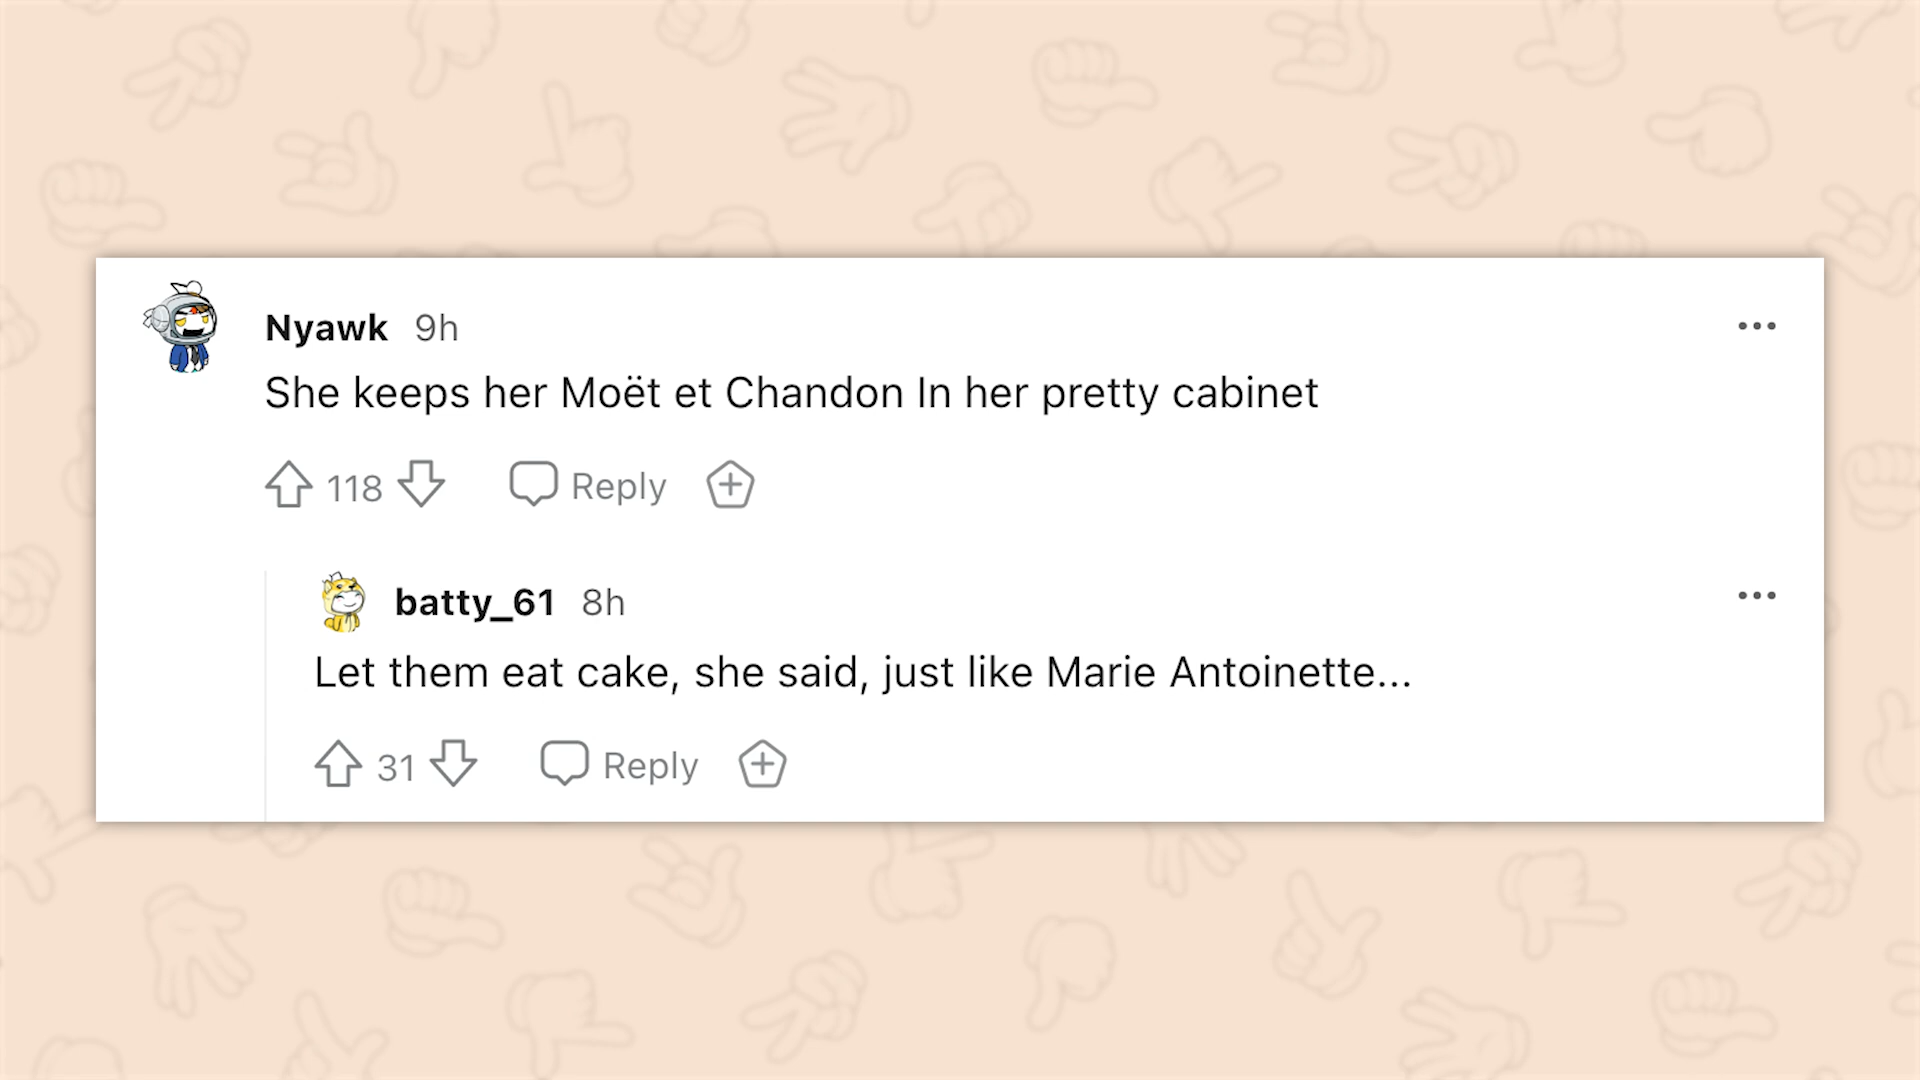 Nyawk 9h
She keeps her Moët et Chandon In her pretty cabinet
118 Reply
batty_61 8h
Let them eat cake, she said, just like Marie Antoinette...
31 Reply